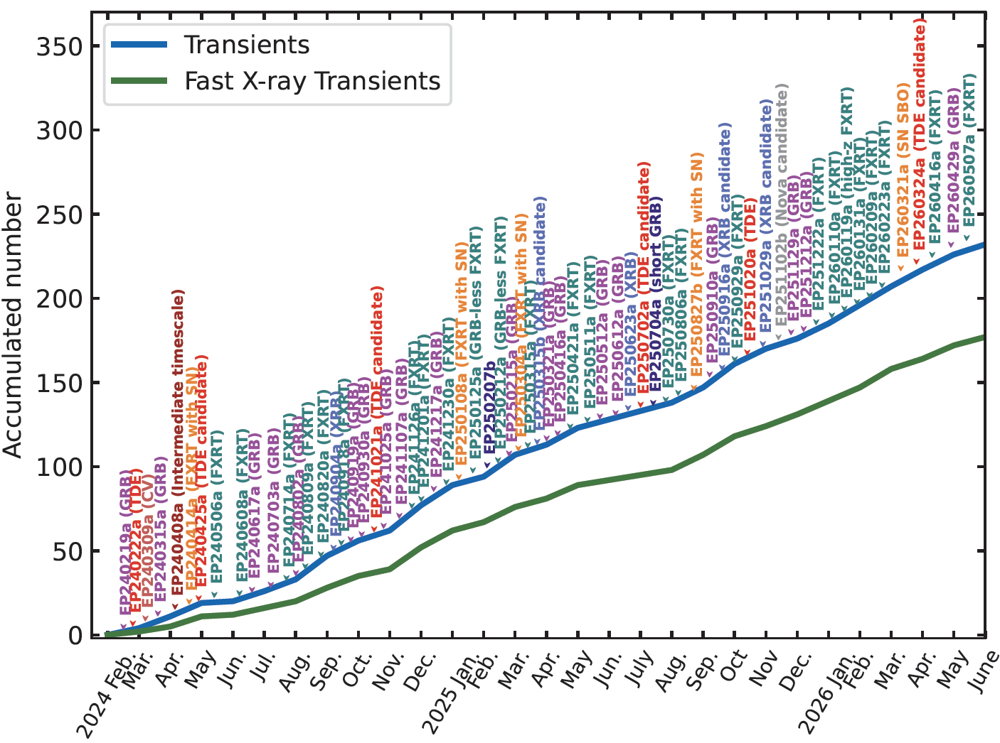 Transients
Fast X-ray Transients
Accumulated number
350
300
250
200
150
100
50
0
EP240219a (GRB)
EP240222a (TDE)
EP240309a (CV)
EP240315a (GRB)
EP240408a (Intermediate timescale)
EP240414a (FXRT with SN)
EP240425a (TDE candidate)
EP240506a (FXRT)
EP240608a (FXRT)
EP240617a (GRB)
EP240703a (GRB)
EP240714a (FXRT)
EP240802a (GRB)
EP240809a (FXRT)
EP240820a (FXRT)
EP240904a (XRB)
EP240918a (FXRT)
EP240919a (GRB)
EP240930a (GRB)
EP241021a (TDE candidate)
EP241025a (GRB)
EP241107a (GRB)
EP241126a (FXRT)
EP241201a (FXRT)
EP241217a (GRB)
EP241230a (FXRT)
EP250108a (FXRT with SN)
EP250125a (GRB-less FXRT)
EP250207b
EP250212a (GRB-less FXRT)
EP250215a (GRB)
EP250304a (FXRT with SN)
EP250315a (FXRT)
EP250315b (XRB candidate)
EP250321a (GRB)
EP250416a (GRB)
EP250421a (FXRT)
EP250511a (FXRT)
EP250512a (GRB)
EP250612a (GRB)
EP250623a (XRB)
EP250702a (TDE candidate)
EP250704a (short GRB)
EP250730a (FXRT)
EP250806a (FXRT)
EP250827b (FXRT with SN)
EP250910a (GRB)
EP250916a (XRB candidate)
EP250929a (FXRT)
EP251020a (TDE)
EP251029a (XRB candidate)
EP251102b (Nova candidate)
EP251129a (GRB)
EP251212a (GRB)
EP251222a (FXRT)
EP260110a (FXRT)
EP260119a (high-z FXRT)
EP260131a (FXRT)
EP260209a (FXRT)
EP260223a (FXRT)
EP260321a (SN SBO)
EP260324a (TDE candidate)
EP260416a (FXRT)
EP260429a (GRB)
EP260507a (FXRT)
2024 Feb.
Mar.
Apr.
May
Jun.
Jul.
Aug.
Sep.
Oct.
Nov.
Dec.
2025 Jan.
Feb.
Mar.
Apr.
May
Jun.
July
Aug.
Sep.
Oct
Nov
Dec.
2026 Jan.
Feb.
Mar.
Apr.
May
June